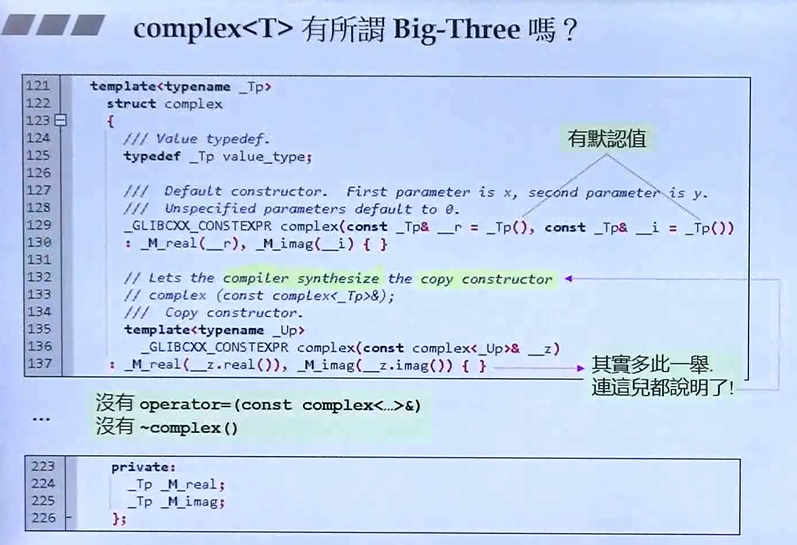 complex<T> 有所謂 Big-Three 嗎？
121 template<typename _Tp>
122 struct complex
123 {
124 /// Value typedef.
125 typedef _Tp value_type;
126
127 /// Default constructor. First parameter is x, second parameter is y.
128 /// Unspecified parameters default to 0.
129 _GLIBCXX_CONSTEXPR complex(const _Tp& __r = _Tp(), const _Tp& __i = _Tp())
130 : _M_real(__r), _M_imag(__i) { }
131
132 // Lets the compiler synthesize the copy constructor
133 // complex (const complex<_Tp>&);
134 /// Copy constructor.
135 template<typename _Up>
136 _GLIBCXX_CONSTEXPR complex(const complex<_Up>& __z)
137 : _M_real(__z.real()), _M_imag(__z.imag()) { }
有默認值
其實多此一舉.
連這兒都說明了!
沒有 operator=(const complex<…>&)
沒有 ~complex()
...
223 private:
224 _Tp _M_real;
225 _Tp _M_imag;
226 };